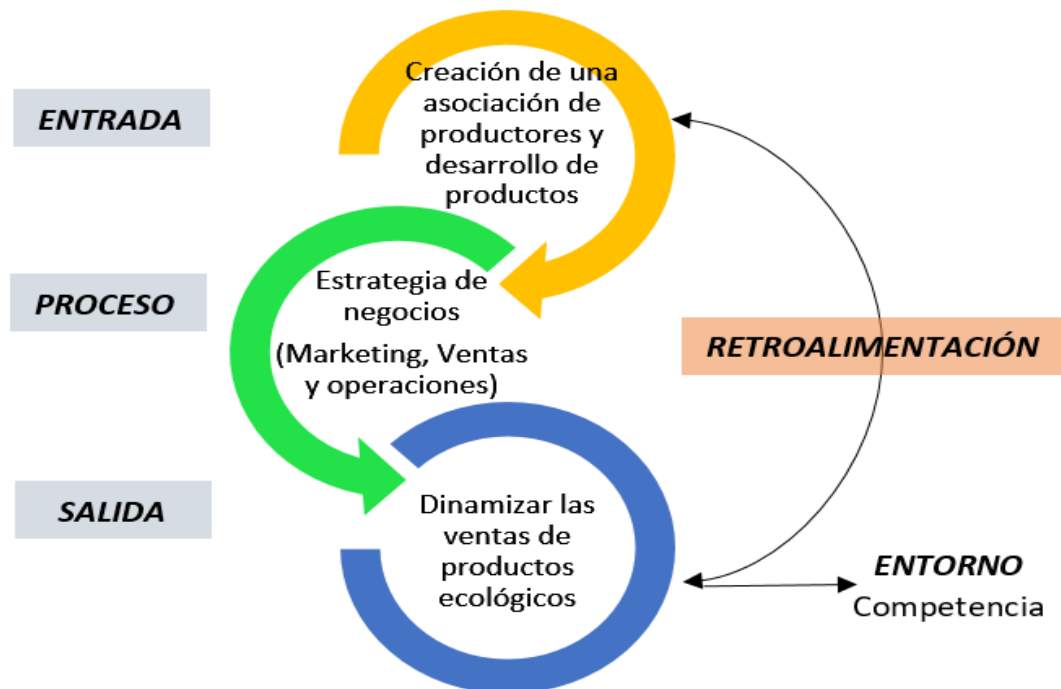 ENTRADA
Creación de una
asociación de
productores y
desarrollo de
productos
PROCESO
Estrategia de
negocios
(Marketing, Ventas
y operaciones)
RETROALIMENTACIÓN
SALIDA
Dinamizar las
ventas de
productos
ecológicos
ENTORNO
Competencia